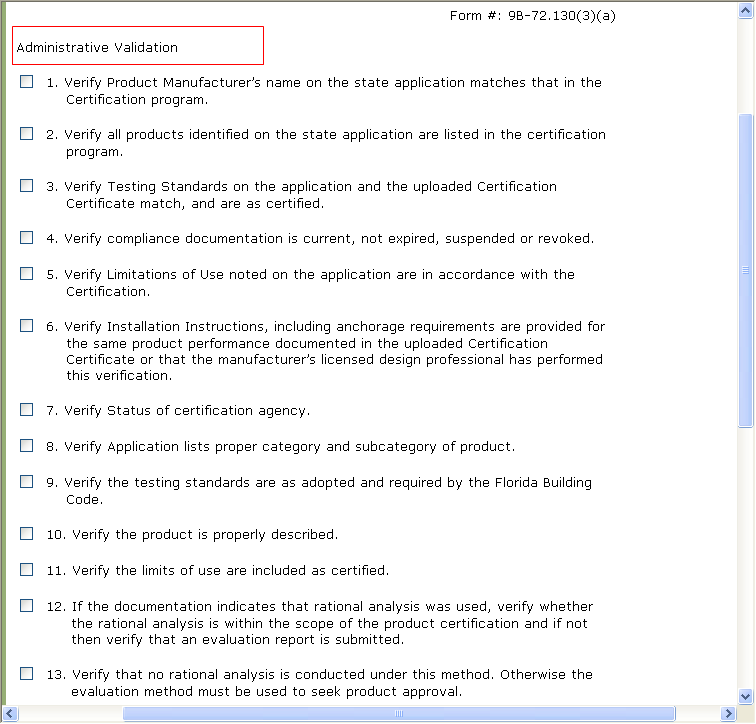 Form #: 9B-72.130(3)(a)
Administrative Validation
1. Verify Product Manufacturer's name on the state application matches that in the
Certification program.
2. Verify all products identified on the state application are listed in the certification
program.
3. Verify Testing Standards on the application and the uploaded Certification
Certificate match, and are as certified.
4. Verify compliance documentation is current, not expired, suspended or revoked.
5. Verify Limitations of Use noted on the application are in accordance with the
Certification.
6. Verify Installation Instructions, including anchorage requirements are provided for
the same product performance documented in the uploaded Certification
Certificate or that the manufacturer's licensed design professional has performed
this verification.
7. Verify Status of certification agency.
8. Verify Application lists proper category and subcategory of product.
9. Verify the testing standards are as adopted and required by the Florida Building
Code.
10. Verify the product is properly described.
11. Verify the limits of use are included as certified.
12. If the documentation indicates that rational analysis was used, verify whether
the rational analysis is within the scope of the product certification and if not
then verify that an evaluation report is submitted.
13. Verify that no rational analysis is conducted under this method. Otherwise the
evaluation method must be used to seek product approval.